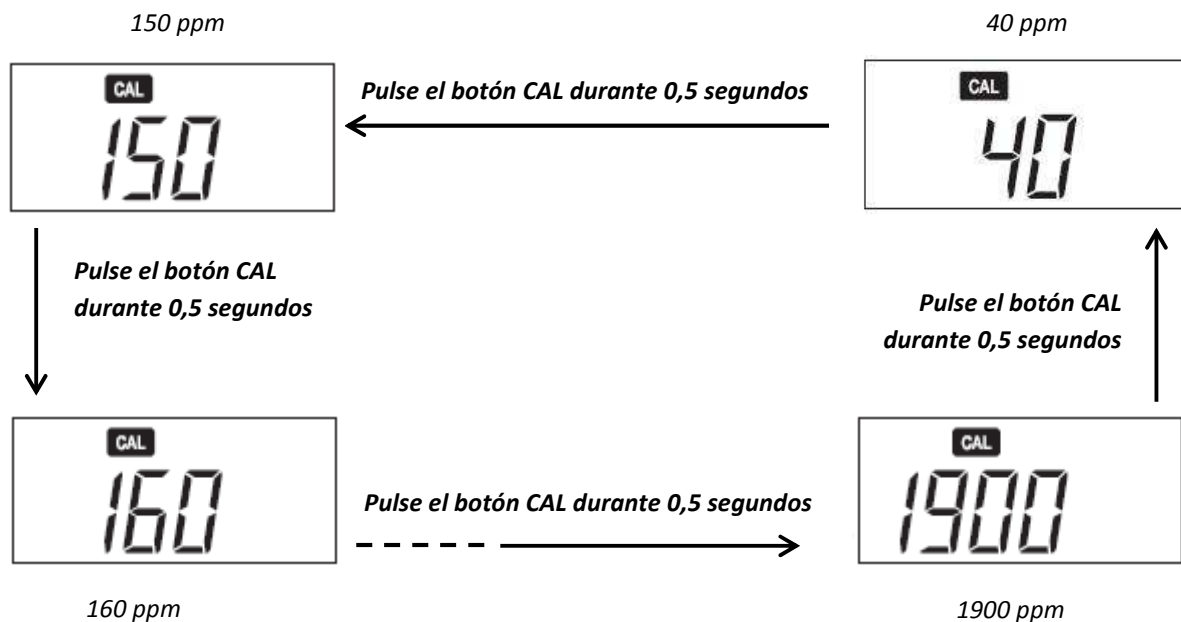 150 ppm
40 ppm
CAL
150
Pulse el botón CAL durante 0,5 segundos
CAL
40
Pulse el botón CAL
durante 0,5 segundos
Pulse el botón CAL
durante 0,5 segundos
CAL
160
Pulse el botón CAL durante 0,5 segundos
CAL
1900
160 ppm
1900 ppm